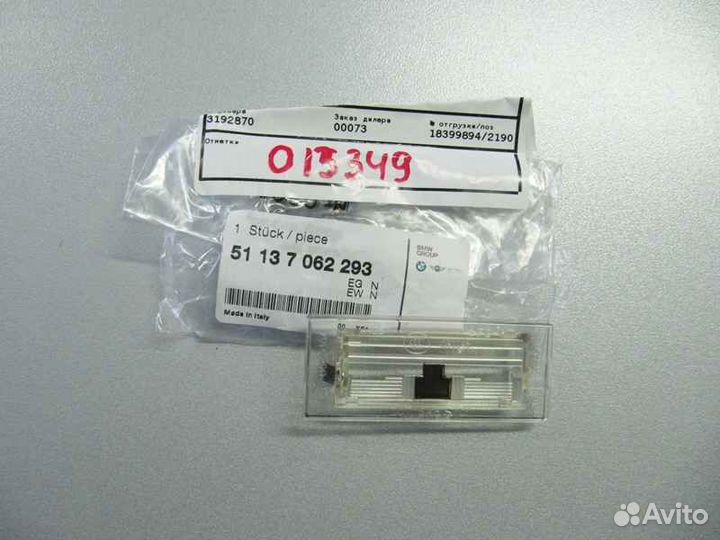 3192870
Заказ дилера
00073
№ отгрузки/поз
18399894/2190
Отметки
013349
1 Stück / piece
51 13 7 062 293
EG N
EW N
Made in Italy
BMW
GROUP
Avito